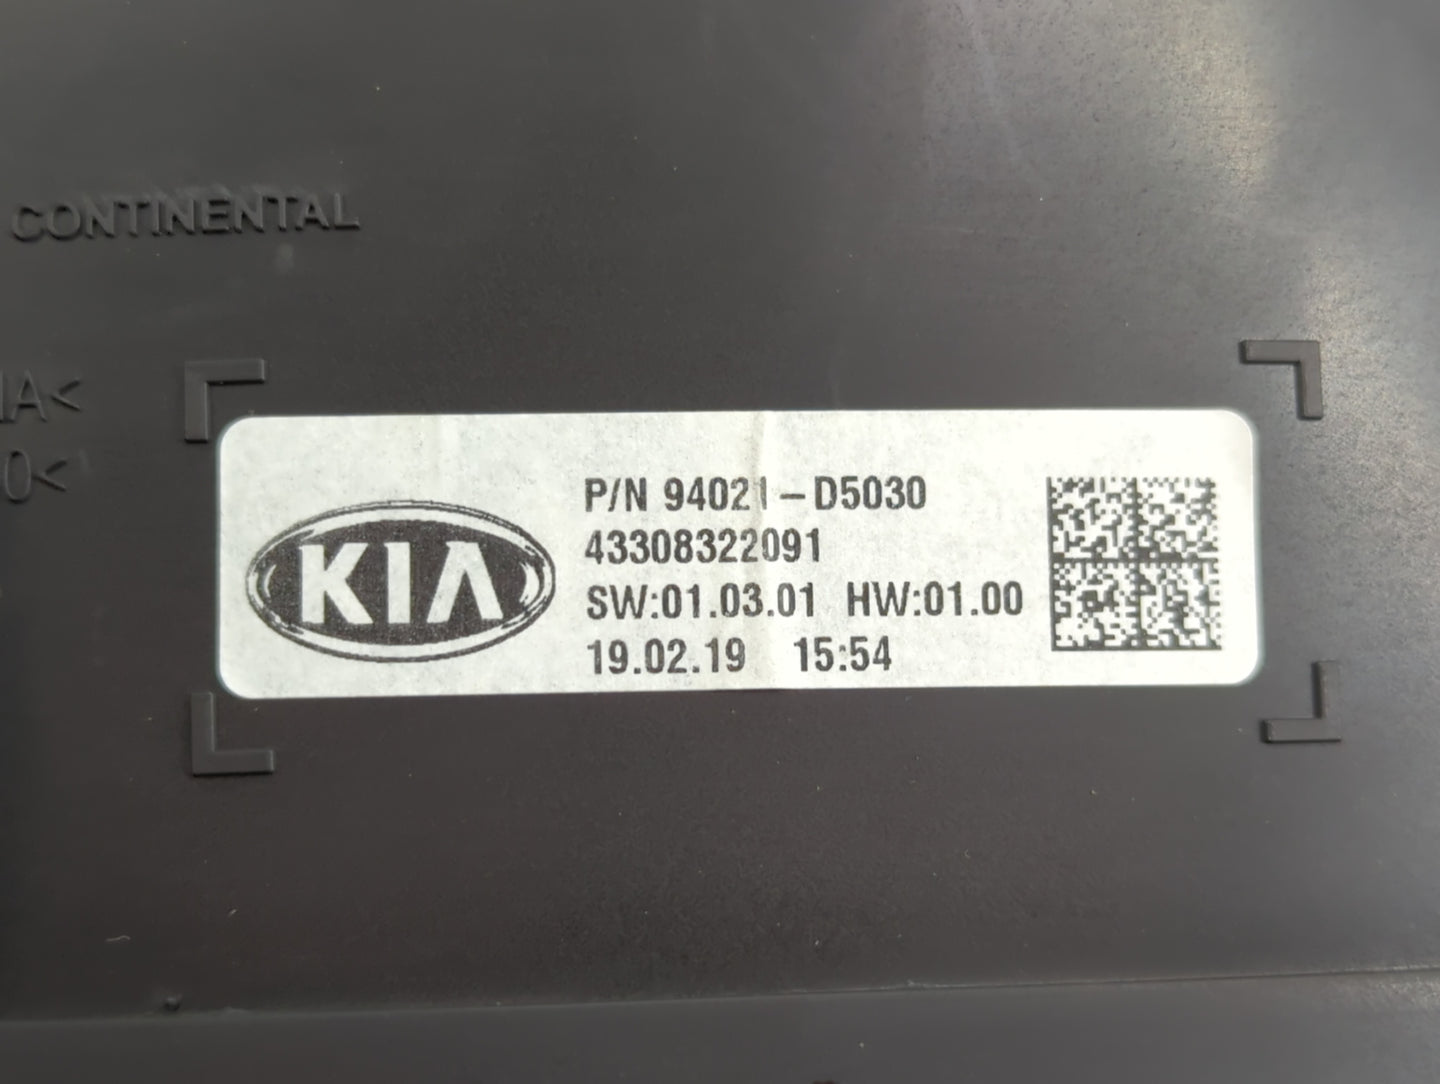 CONTINENTAL
P/N 94021-D5030
43308322091
KIA
SW:01.03.01 HW:01.00
19.02.19 15:54